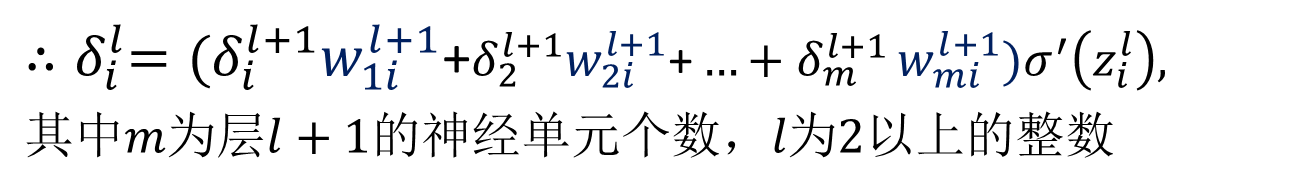 ∴ δ_i^l = (δ_i^{l+1}w_{1i}^{l+1}+δ_2^{l+1}w_{2i}^{l+1}+ … + δ_m^{l+1} w_{mi}^{l+1})σ′(z_i^l),
其中m为层l + 1的神经单元个数，l为2以上的整数